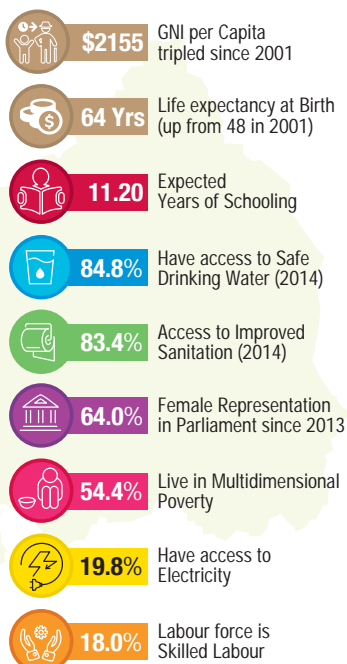 $2155
GNI per Capita
tripled since 2001
64 Yrs
Life expectancy at Birth
(up from 48 in 2001)
11.20
Expected
Years of Schooling
84.8%
Have access to Safe
Drinking Water (2014)
83.4%
Access to Improved
Sanitation (2014)
64.0%
Female Representation
in Parliament since 2013
54.4%
Live in Multidimensional
Poverty
19.8%
Have access to
Electricity
18.0%
Labour force is
Skilled Labour